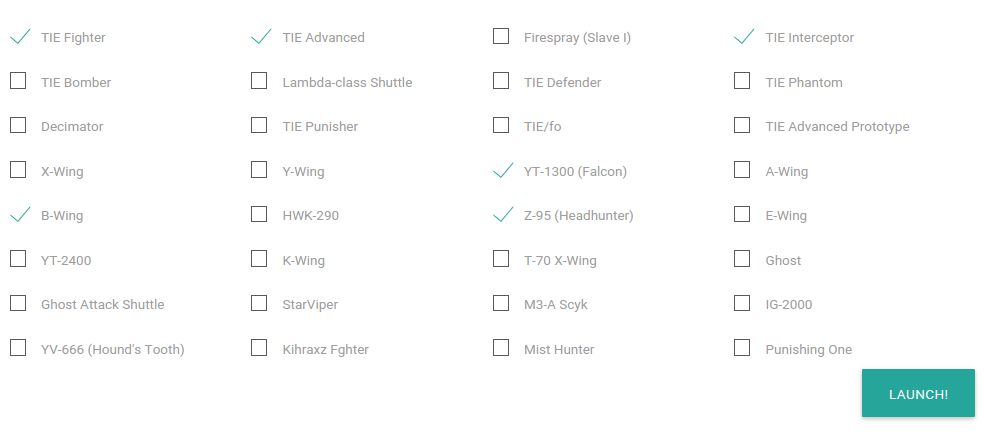 TIE Fighter TIE Advanced Firespray (Slave I) TIE Interceptor
TIE Bomber Lambda-class Shuttle TIE Defender TIE Phantom
Decimator TIE Punisher TIE/fo TIE Advanced Prototype
X-Wing Y-Wing YT-1300 (Falcon) A-Wing
B-Wing HWK-290 Z-95 (Headhunter) E-Wing
YT-2400 K-Wing T-70 X-Wing Ghost
Ghost Attack Shuttle StarViper M3-A Scyk IG-2000
YV-666 (Hound's Tooth) Kihraxz Fghter Mist Hunter Punishing One
LAUNCH!